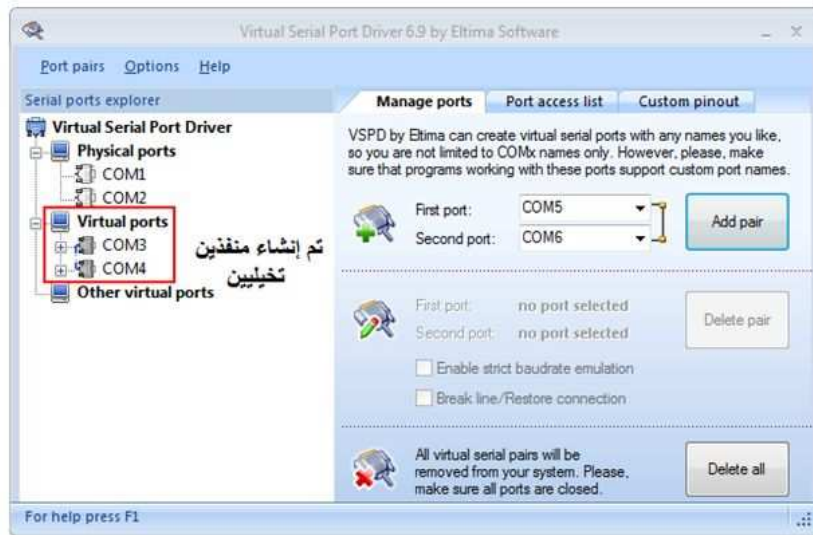 Virtual Serial Port Driver 6.9 by Eltima Software
Port pairs Options Help
Serial ports explorer
Virtual Serial Port Driver
Physical ports
COM1
COM2
Virtual ports
COM3
COM4
Other virtual ports
تم إنشاء منفذين
تخيليين
Manage ports Port access list Custom pinout
VSPD by Eltima can create virtual serial ports with any names you like,
so you are not limited to COMx names only. However, please, make
sure that programs working with these ports support custom port names.
First port: COM5
Second port: COM6
Add pair
First port: no port selected
Second port: no port selected
Delete pair
Enable strict baudrate emulation
Break line/Restore connection
All virtual serial pairs will be
removed from your system. Please,
make sure all ports are closed.
Delete all
For help press F1